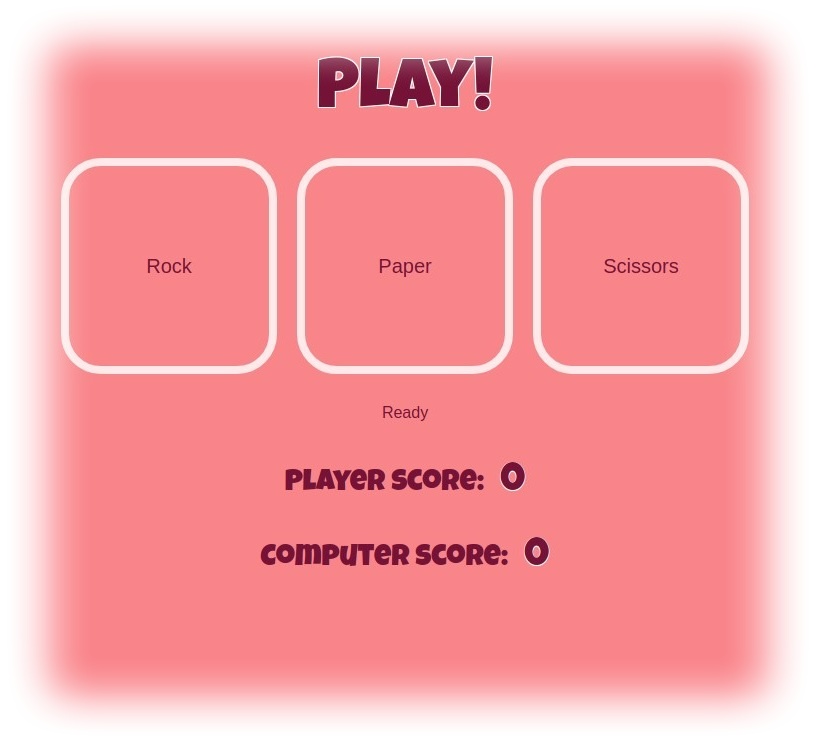 PLAY!
Rock Paper Scissors
Ready
PLAYER SCORE: 0
COMPUTER SCORE: 0